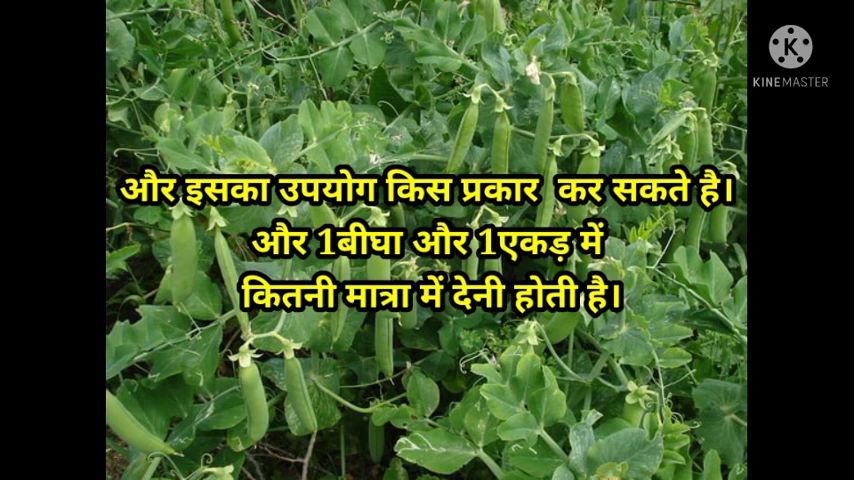 KINEMASTER
और इसका उपयोग किस प्रकार कर सकते है।
और 1बीघा और 1एकड़ में
कितनी मात्रा में देनी होती है।